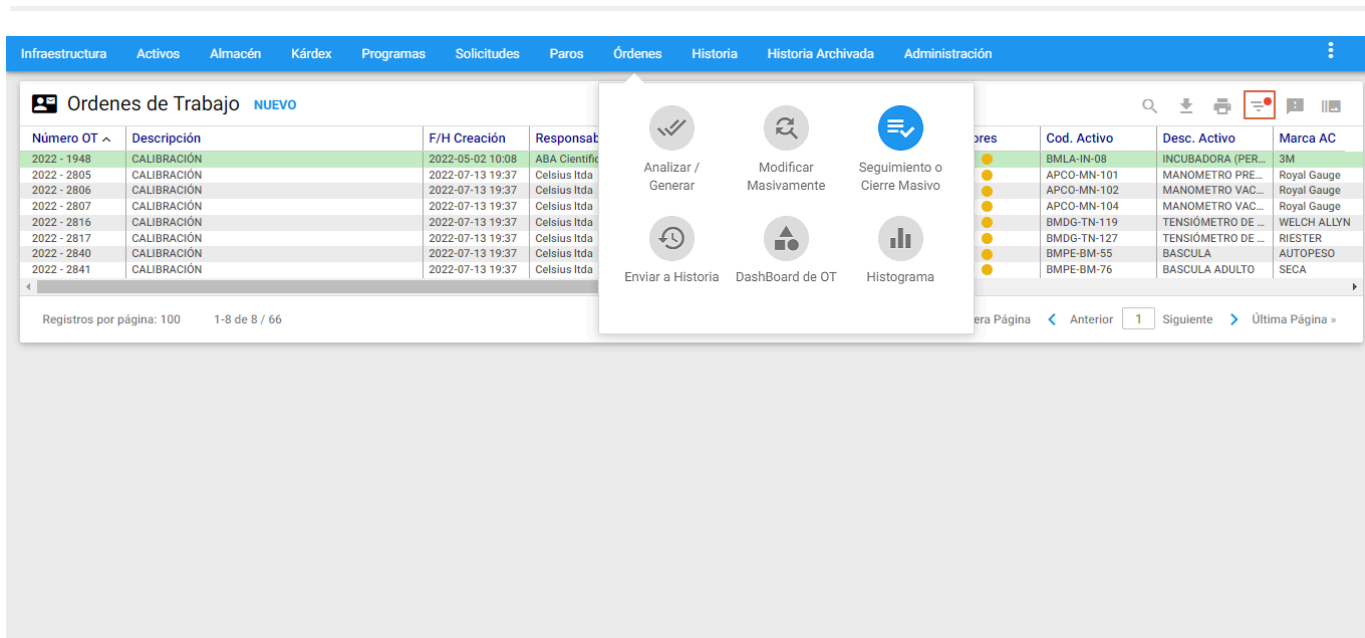 Infraestructura Activos Almacén Kárdex Programas Solicitudes Paros Órdenes Historia Historia Archivada Administración
Ordenes de Trabajo NUEVO
Número OT Descripción F/H Creación Responsab ores Cod. Activo Desc. Activo Marca AC
2022 - 1948 CALIBRACIÓN 2022-05-02 10:08 ABA Cientific BMLA-IN-08 INCUBADORA (PER... 3M
2022 - 2805 CALIBRACIÓN 2022-07-13 19:37 Celsius ltda APCO-MN-101 MANOMETRO PRE... Royal Gauge
2022 - 2806 CALIBRACIÓN 2022-07-13 19:37 Celsius ltda APCO-MN-102 MANOMETRO VAC... Royal Gauge
2022 - 2807 CALIBRACIÓN 2022-07-13 19:37 Celsius ltda APCO-MN-104 MANOMETRO VAC... Royal Gauge
2022 - 2816 CALIBRACIÓN 2022-07-13 19:37 Celsius ltda BMDG-TN-119 TENSIÓMETRO DE ... WELCH ALLYN
2022 - 2817 CALIBRACIÓN 2022-07-13 19:37 Celsius ltda BMDG-TN-127 TENSIÓMETRO DE ... RIESTER
2022 - 2840 CALIBRACIÓN 2022-07-13 19:37 Celsius ltda BMPE-BM-55 BASCULA AUTOPESO
2022 - 2841 CALIBRACIÓN 2022-07-13 19:37 Celsius ltda BMPE-BM-76 BASCULA ADULTO SECA
Analizar / Modificar Seguimiento o
Generar Masivamente Cierre Masivo
Enviar a Historia DashBoard de OT Histograma
Registros por página: 100 1-8 de 8 / 66 era Página Anterior 1 Siguiente Última Página »